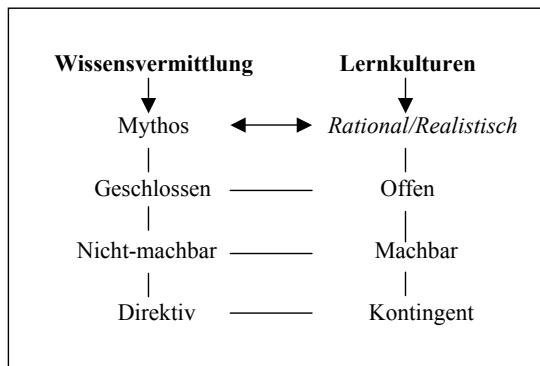 Wissensvermittlung Lernkulturen
Mythos Rational/Realistisch
Geschlossen Offen
Nicht-machbar Machbar
Direktiv Kontingent